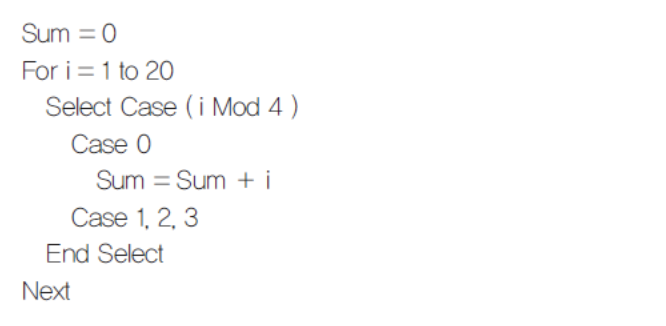 Sum = 0
For i = 1 to 20
Select Case ( i Mod 4 )
Case 0
Sum = Sum + i
Case 1, 2, 3
End Select
Next